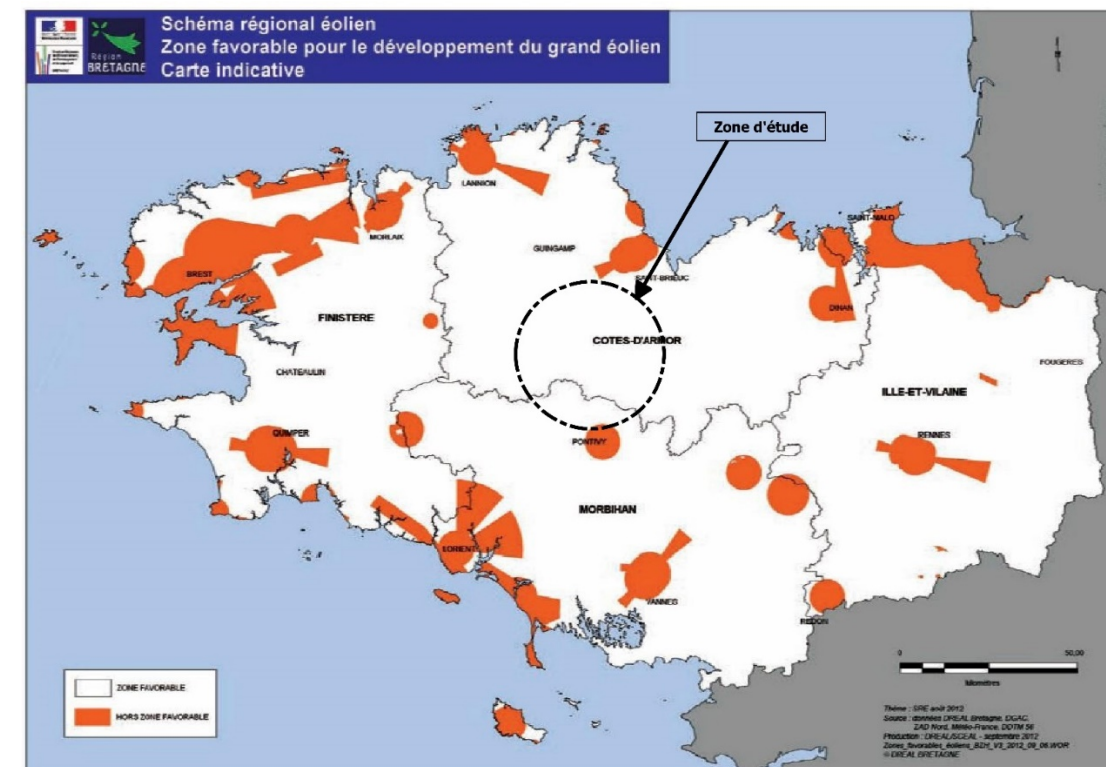 Schéma régional éolien
Zone favorable pour le développement du grand éolien
Carte indicative
Région
BRETAGNE
N
Zone d'étude
LANNION
MORLAIX
GUINGAMP
SAINT-BRIEUC
SAINT-MALO
BREST
FINISTERE
DINAN
COTES-D'ARMOR
CHATEAULIN
FOUGERES
ILLE-ET-VILAINE
QUIMPER
PONTIVY
RENNES
MORBIHAN
LORIENT
VANNES
REDON
0 50,00
kilomètres
ZONE FAVORABLE
HORS ZONE FAVORABLE
Thème : SRE août 2012
Source : données DREAL Bretagne, DGAC,
ZAD Nord, Météo-France, DDTM 56
Production : DREAL/SCEAL - septembre 2012
Zones_favorables_éoliens_BZH_V3_2012_09_06.WOR
© DREAL BRETAGNE